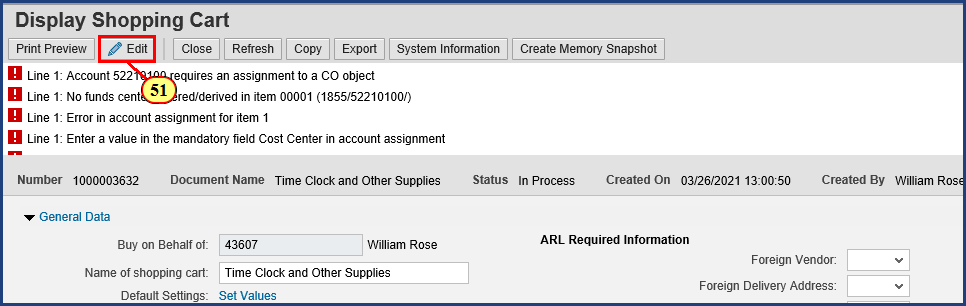 Display Shopping Cart
Print Preview Edit Close Refresh Copy Export System Information Create Memory Snapshot
Line 1: Account 52210100 requires an assignment to a CO object
51
Line 1: No funds cente ered/derived in item 00001 (1855/52210100/)
Line 1: Error in account assignment for item 1
Line 1: Enter a value in the mandatory field Cost Center in account assignment
Number 1000003632 Document Name Time Clock and Other Supplies Status In Process Created On 03/26/2021 13:00:50 Created By William Rose
General Data
Buy on Behalf of: 43607 William Rose ARL Required Information
Foreign Vendor:
Name of shopping cart: Time Clock and Other Supplies
Foreign Delivery Address:
Default Settings: Set Values